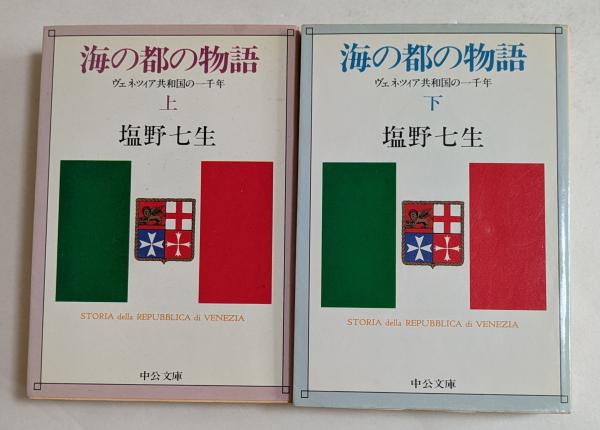 海の都の物語
ヴェネツィア共和国の一千年
上
塩野七生
STORIA della REPUBBLICA di VENEZIA
中公文庫
海の都の物語
ヴェネツィア共和国の一千年
下
塩野七生
STORIA della REPUBBLICA di VENEZIA
中公文庫